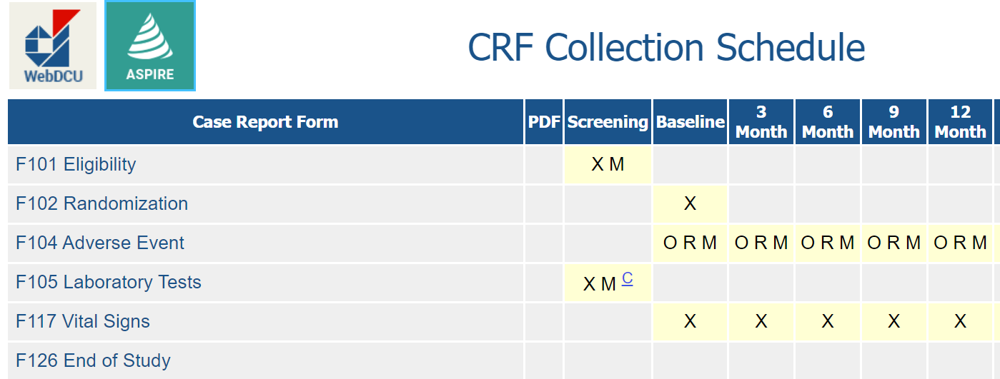 WebDCU
ASPIRE
CRF Collection Schedule
Case Report Form PDF Screening Baseline 3 Month 6 Month 9 Month 12 Month
F101 Eligibility X M
F102 Randomization X
F104 Adverse Event O R M O R M O R M O R M O R M
F105 Laboratory Tests X M C
F117 Vital Signs X X X X X
F126 End of Study